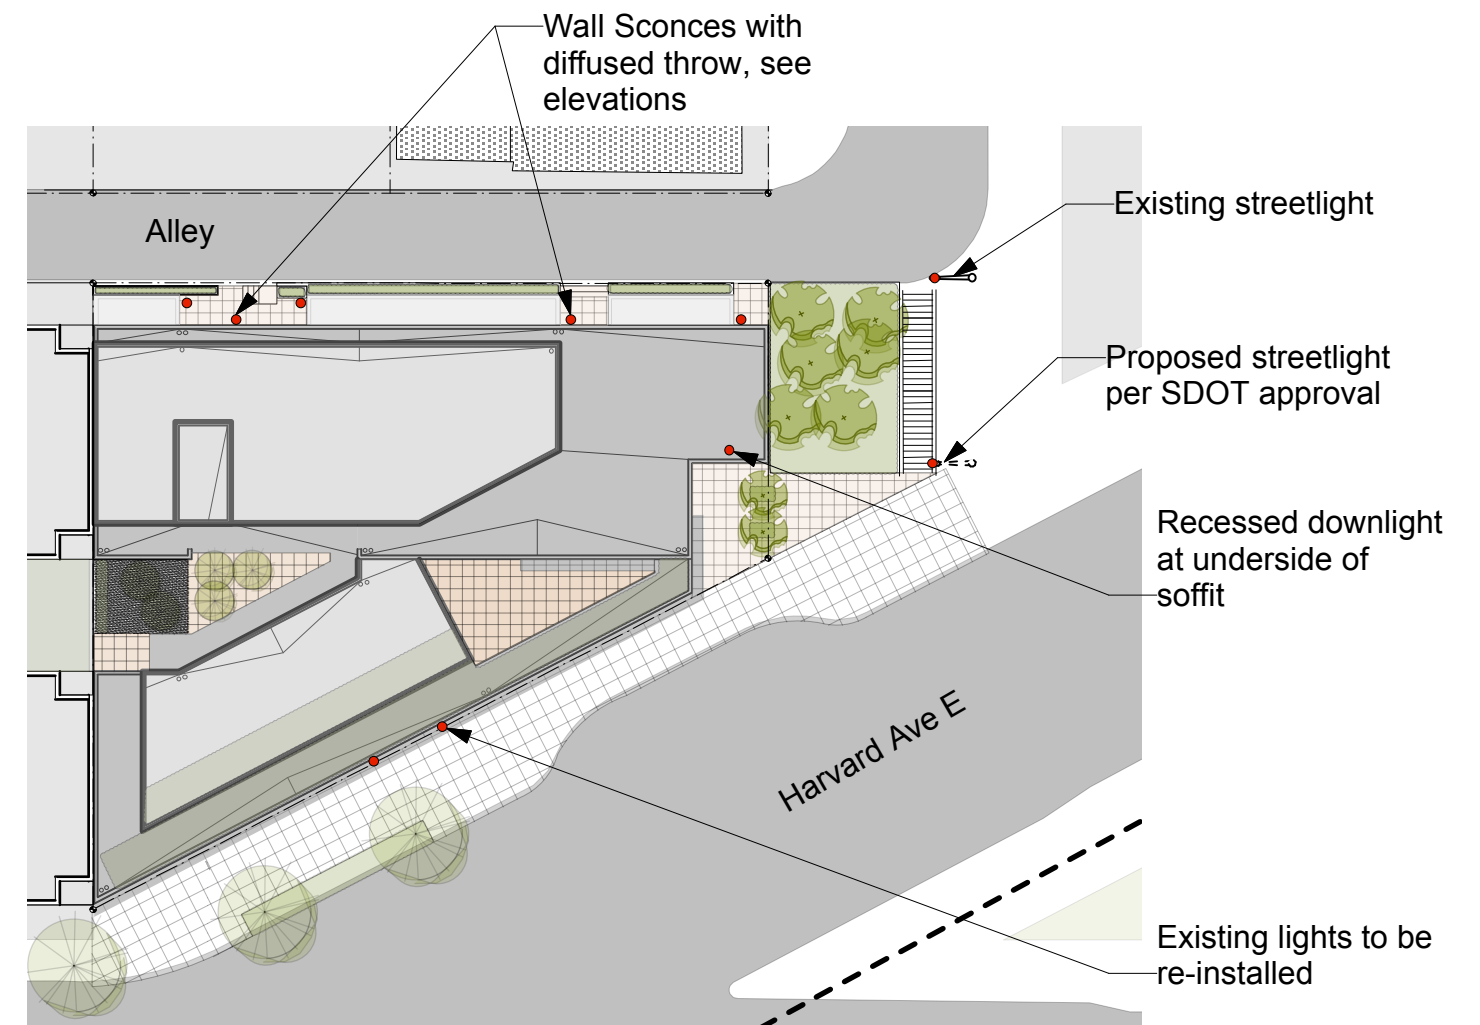 Wall Sconces with
diffused throw, see
elevations
Alley
Existing streetlight
Proposed streetlight
per SDOT approval
Recessed downlight
at underside of
soffit
Harvard Ave E
Existing lights to be
re-installed